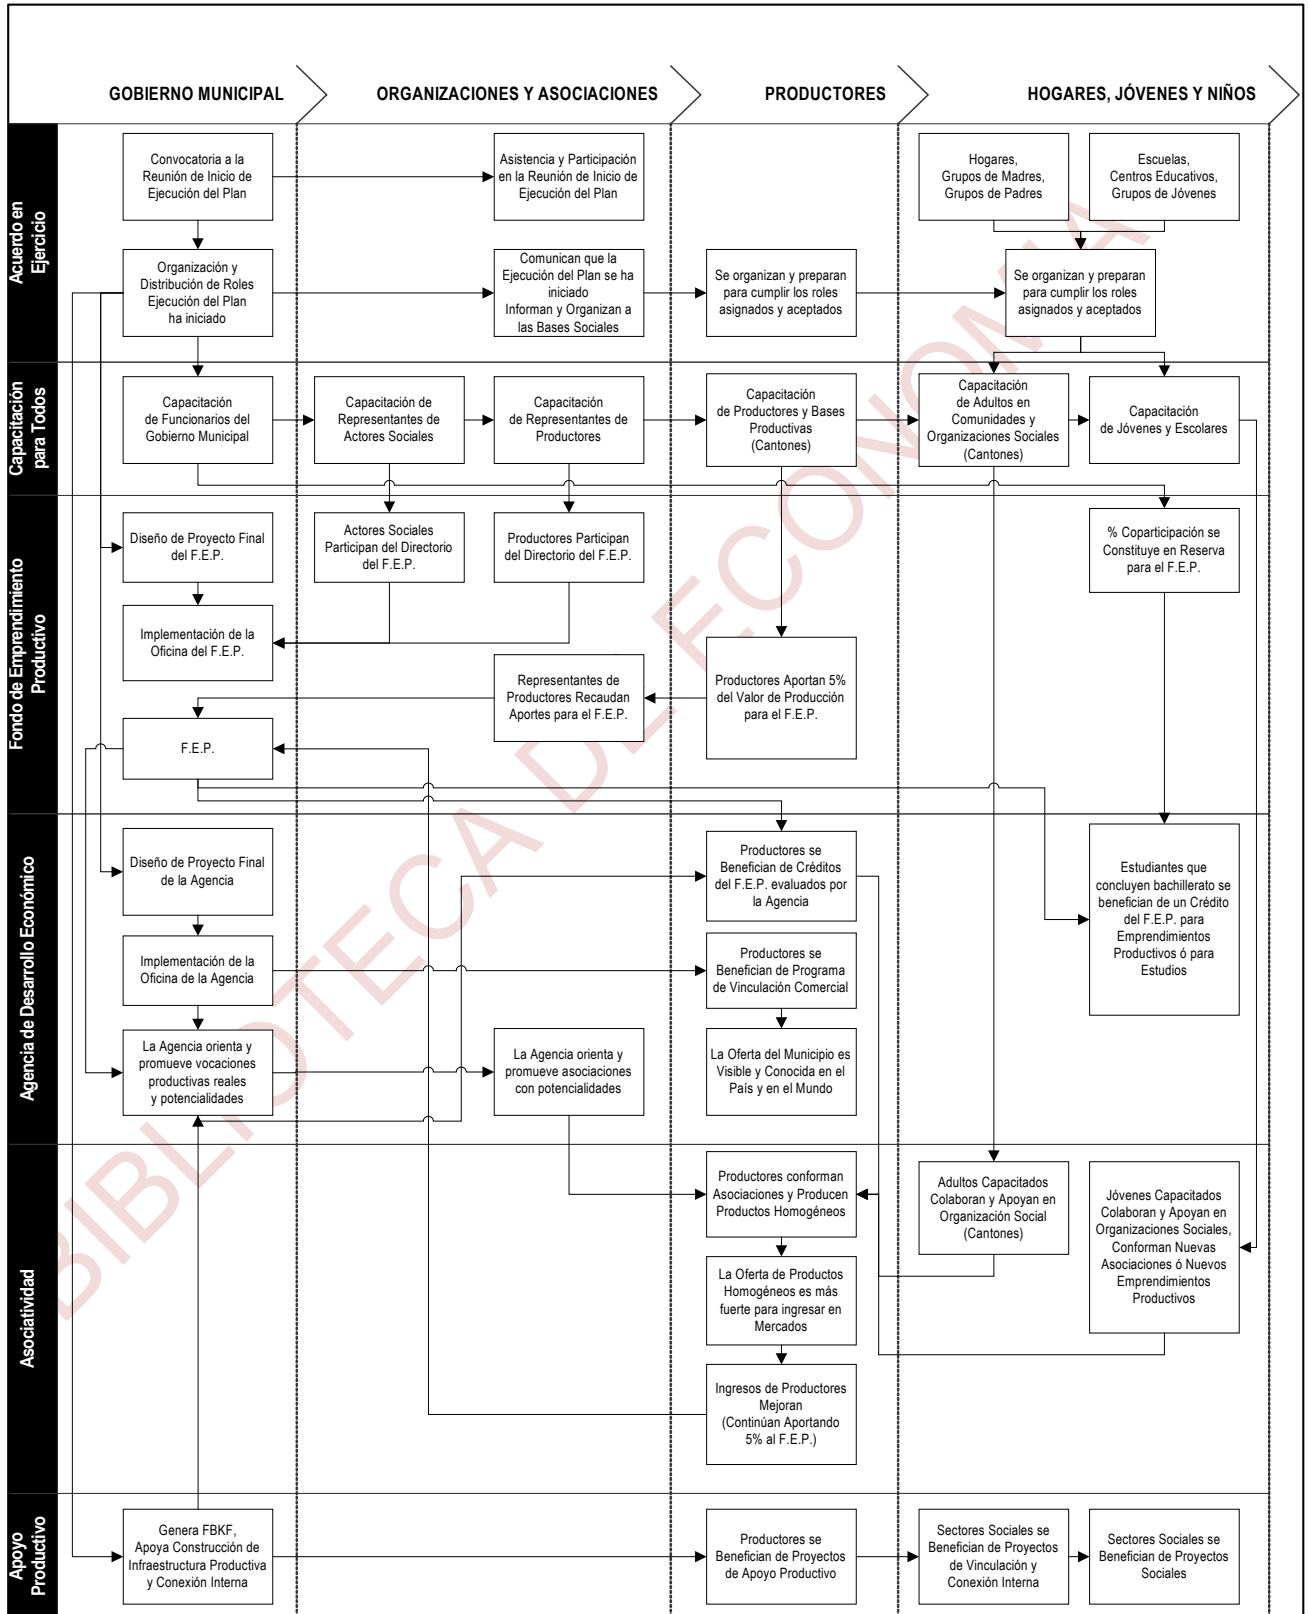 GOBIERNO MUNICIPAL
ORGANIZACIONES Y ASOCIACIONES
PRODUCTORES
HOGARES, JÓVENES Y NIÑOS
Acuerdo en
Ejercicio
Convocatoria a la
Reunión de Inicio de
Ejecución del Plan
Asistencia y Participación
en la Reunión de Inicio de
Ejecución del Plan
Hogares,
Grupos de Madres,
Grupos de Padres
Escuelas,
Centros Educativos,
Grupos de Jóvenes
Organización y
Distribución de Roles
Ejecución del Plan
ha iniciado
Comunican que la
Ejecución del Plan se ha
iniciado
Informan y Organizan a
las Bases Sociales
Se organizan y preparan
para cumplir los roles
asignados y aceptados
Se organizan y preparan
para cumplir los roles
asignados y aceptados
Capacitación
para Todos
Capacitación
de Funcionarios del
Gobierno Municipal
Capacitación de
Representantes de
Actores Sociales
Capacitación
de Representantes de
Productores
Capacitación
de Productores y Bases
Productivas
(Cantones)
Capacitación
de Adultos en
Comunidades y
Organizaciones Sociales
(Cantones)
Capacitación
de Jóvenes y Escolares
Fondo de Emprendimiento
Productivo
Diseño de Proyecto Final
del F.E.P.
Actores Sociales
Participan del Directorio
del F.E.P.
Productores Participan
del Directorio del F.E.P.
% Coparticipación se
Constituye en Reserva
para el F.E.P.
Implementación de la
Oficina del F.E.P.
Representantes de
Productores Recaudan
Aportes para el F.E.P.
Productores Aportan 5%
del Valor de Producción
para el F.E.P.
F.E.P.
Agencia de Desarrollo Económico
Diseño de Proyecto Final
de la Agencia
Productores se
Benefician de Créditos
del F.E.P. evaluados por
la Agencia
Estudiantes que
concluyen bachillerato se
benefician de un Crédito
del F.E.P. para
Emprendimientos
Productivos ó para
Estudios
Implementación de la
Oficina de la Agencia
Productores se
Benefician de Programa
de Vinculación Comercial
La Agencia orienta y
promueve vocaciones
productivas reales
y potencialidades
La Agencia orienta y
promueve asociaciones
con potencialidades
La Oferta del Municipio es
Visible y Conocida en el
País y en el Mundo
Asociatividad
Productores conforman
Asociaciones y Producen
Productos Homogéneos
Adultos Capacitados
Colaboran y Apoyan en
Organización Social
(Cantones)
Jóvenes Capacitados
Colaboran y Apoyan en
Organizaciones Sociales,
Conforman Nuevas
Asociaciones ó Nuevos
Emprendimientos
Productivos
La Oferta de Productos
Homogéneos es más
fuerte para ingresar en
Mercados
Ingresos de Productores
Mejoran
(Continúan Aportando
5% al F.E.P.)
Apoyo
Productivo
Genera FBKF,
Apoya Construcción de
Infraestructura Productiva
y Conexión Interna
Productores se
Benefician de Proyectos
de Apoyo Productivo
Sectores Sociales se
Benefician de Proyectos
de Vinculación y
Conexión Interna
Sectores Sociales se
Benefician de Proyectos
Sociales
BIBLIOTECA DE ECONOMIA